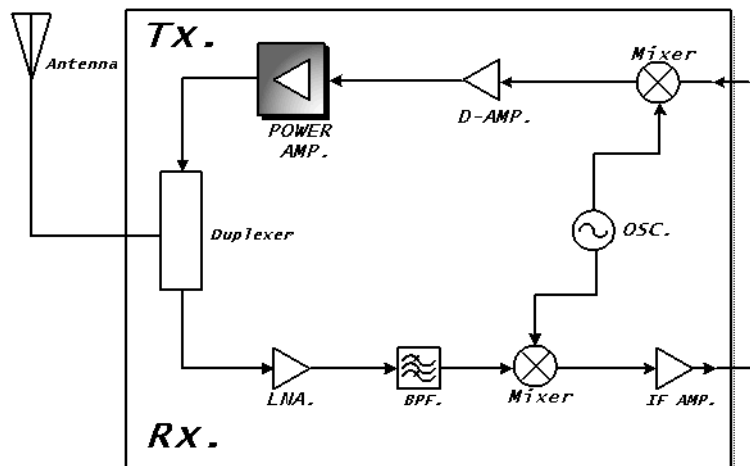 Tx.
Mixer
Antenna
D-AMP.
POWER
AMP.
Duplexer
OSC.
LNA.
BPF.
Mixer
IF AMP.
Rx.